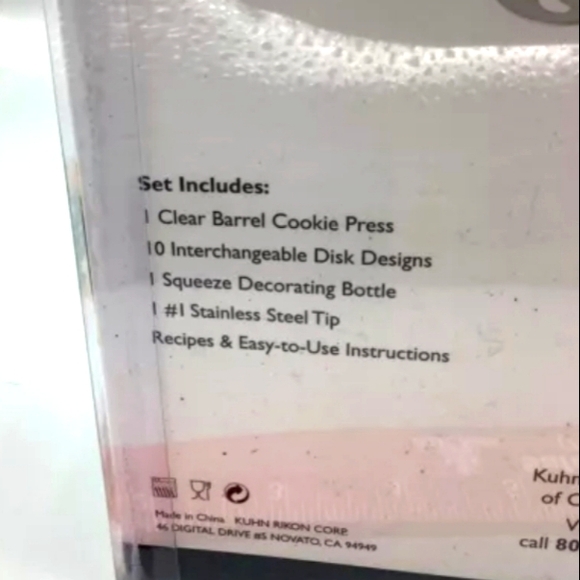 Set Includes:
1 Clear Barrel Cookie Press
10 Interchangeable Disk Designs
1 Squeeze Decorating Bottle
1 #1 Stainless Steel Tip
Recipes & Easy-to-Use Instructions
Made in China KUHN RIKON CORP.
46 DIGITAL DRIVE #5 NOVATO, CA 94949
Kuhn
of C
V
call 80